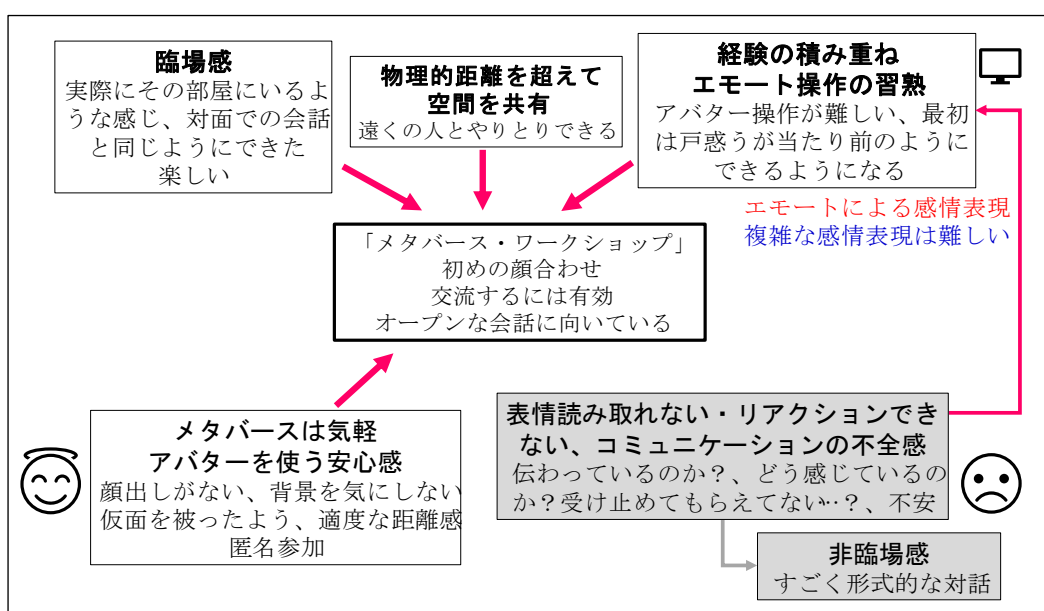 臨場感
実際にその部屋にいるよ
うな感じ、対面での会話
と同じようにできた
楽しい
物理的距離を超えて
空間を共有
遠くの人とやりとりできる
経験の積み重ね
エモート操作の習熟
アバター操作が難しい、最初
は戸惑うが当たり前のように
できるようになる
エモートによる感情表現
複雑な感情表現は難しい
「メタバース・ワークショップ」
初めの顔合わせ
交流するには有効
オープンな会話に向いている
メタバースは気軽
アバターを使う安心感
顔出しがない、背景を気にしない
仮面を被ったよう、適度な距離感
匿名参加
表情読み取れない・リアクションでき
ない、コミュニケーションの不全感
伝わっているのか？、どう感じているの
か？受け止めてもらえてない‥？、不安
非臨場感
すごく形式的な対話